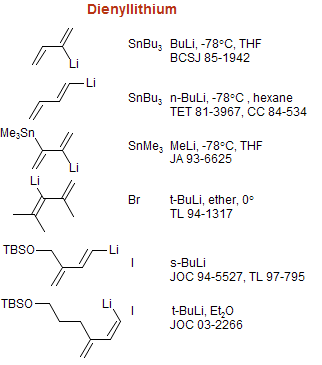 Dienyllithium
Li
SnBu3 BuLi, -78°C, THF
BCSJ 85-1942
Li
SnBu3 n-BuLi, -78°C, hexane
TET 81-3967, CC 84-534
Me3Sn
Li
SnMe3 MeLi, -78°C, THF
JA 93-6625
Li
Br t-BuLi, ether, 0°
TL 94-1317
TBSO
Li
I s-BuLi
JOC 94-5527, TL 97-795
TBSO
Li
I t-BuLi, Et2O
JOC 03-2266